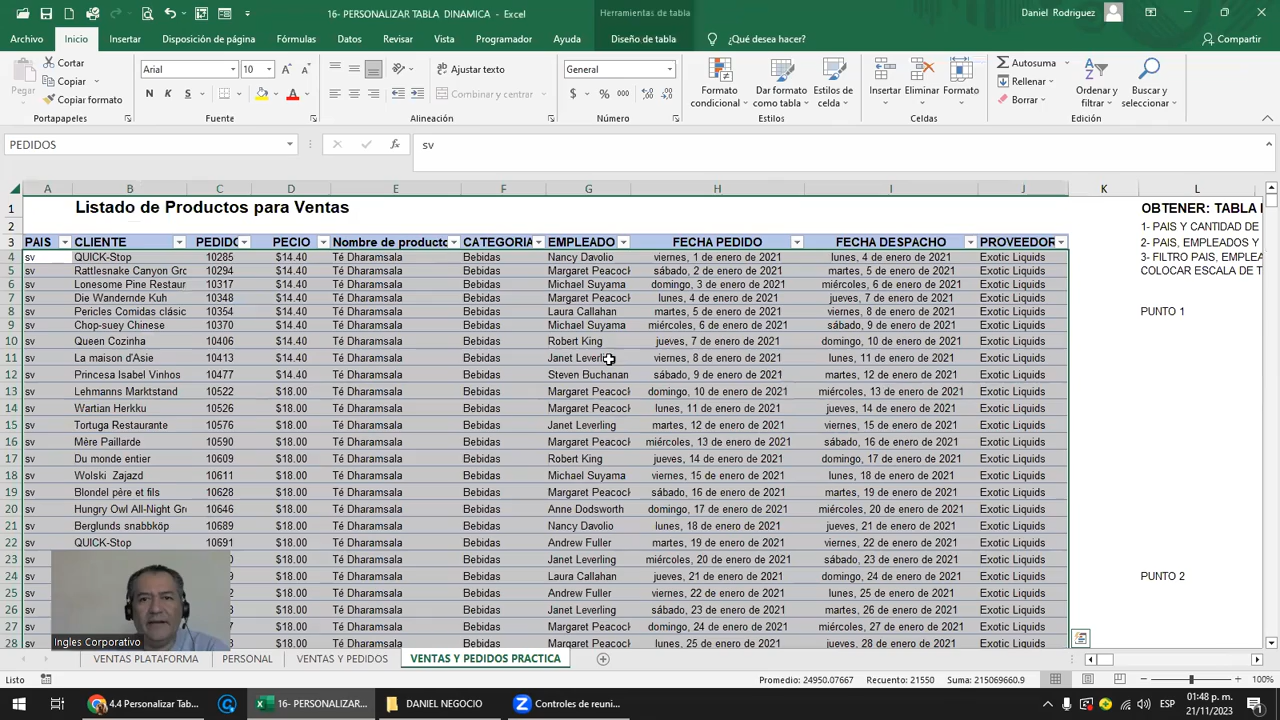 16- PERSONALIZAR TABLA DINAMICA - Excel
Herramientas de tabla
Daniel Rodriguez
Archivo Inicio Insertar Disposición de página Fórmulas Datos Revisar Vista Programador Ayuda Diseño de tabla ¿Qué desea hacer? Compartir
Pegar
Cortar
Copiar
Copiar formato
Portapapeles
Arial 10
N K S
Fuente
Ajustar texto
Combinar y centrar
Alineación
General
$ % 000
Número
Formato condicional
Dar formato como tabla
Estilos de celda
Estilos
Insertar Eliminar Formato
Celdas
Autosuma
Rellenar
Borrar
Ordenar y filtrar
Buscar y seleccionar
Edición
PEDIDOS fx sv
A B C D E F G H I J K L
1 Listado de Productos para Ventas OBTENER: TABLA
2 1- PAIS Y CANTIDAD DE
3 PAIS CLIENTE PEDIDO PECIO Nombre de producto CATEGORIA EMPLEADO FECHA PEDIDO FECHA DESPACHO PROVEEDOR 2- PAIS, EMPLEADOS Y
4 sv QUICK-Stop 10285 $14.40 Té Dharamsala Bebidas Nancy Davolio viernes, 1 de enero de 2021 lunes, 4 de enero de 2021 Exotic Liquids 3- FILTRO PAIS, EMPLEA
5 sv Rattlesnake Canyon Gro 10294 $14.40 Té Dharamsala Bebidas Margaret Peacock sábado, 2 de enero de 2021 martes, 5 de enero de 2021 Exotic Liquids COLOCAR ESCALA DE T
6 sv Lonesome Pine Restaur 10317 $14.40 Té Dharamsala Bebidas Michael Suyama domingo, 3 de enero de 2021 miércoles, 6 de enero de 2021 Exotic Liquids
7 sv Die Wandernde Kuh 10348 $14.40 Té Dharamsala Bebidas Margaret Peacock lunes, 4 de enero de 2021 jueves, 7 de enero de 2021 Exotic Liquids
8 sv Pericles Comidas clásic 10354 $14.40 Té Dharamsala Bebidas Laura Callahan martes, 5 de enero de 2021 viernes, 8 de enero de 2021 Exotic Liquids PUNTO 1
9 sv Chop-suey Chinese 10370 $14.40 Té Dharamsala Bebidas Michael Suyama miércoles, 6 de enero de 2021 sábado, 9 de enero de 2021 Exotic Liquids
10 sv Queen Cozinha 10406 $14.40 Té Dharamsala Bebidas Robert King jueves, 7 de enero de 2021 domingo, 10 de enero de 2021 Exotic Liquids
11 sv La maison d'Asie 10413 $14.40 Té Dharamsala Bebidas Janet Leverling viernes, 8 de enero de 2021 lunes, 11 de enero de 2021 Exotic Liquids
12 sv Princesa Isabel Vinhos 10477 $14.40 Té Dharamsala Bebidas Steven Buchanan sábado, 9 de enero de 2021 martes, 12 de enero de 2021 Exotic Liquids
13 sv Lehmanns Marktstand 10522 $18.00 Té Dharamsala Bebidas Margaret Peacock domingo, 10 de enero de 2021 miércoles, 13 de enero de 2021 Exotic Liquids
14 sv Wartian Herkku 10526 $18.00 Té Dharamsala Bebidas Margaret Peacock lunes, 11 de enero de 2021 jueves, 14 de enero de 2021 Exotic Liquids
15 sv Tortuga Restaurante 10576 $18.00 Té Dharamsala Bebidas Janet Leverling martes, 12 de enero de 2021 viernes, 15 de enero de 2021 Exotic Liquids
16 sv Mère Paillarde 10590 $18.00 Té Dharamsala Bebidas Margaret Peacock miércoles, 13 de enero de 2021 sábado, 16 de enero de 2021 Exotic Liquids
17 sv Du monde entier 10609 $18.00 Té Dharamsala Bebidas Robert King jueves, 14 de enero de 2021 domingo, 17 de enero de 2021 Exotic Liquids
18 sv Wolski Zajazd 10611 $18.00 Té Dharamsala Bebidas Michael Suyama viernes, 15 de enero de 2021 lunes, 18 de enero de 2021 Exotic Liquids
19 sv Blondel père et fils 10628 $18.00 Té Dharamsala Bebidas Margaret Peacock sábado, 16 de enero de 2021 martes, 19 de enero de 2021 Exotic Liquids
20 sv Hungry Owl All-Night Gro 10646 $18.00 Té Dharamsala Bebidas Anne Dodsworth domingo, 17 de enero de 2021 miércoles, 20 de enero de 2021 Exotic Liquids
21 sv Berglunds snabbköp 10689 $18.00 Té Dharamsala Bebidas Nancy Davolio lunes, 18 de enero de 2021 jueves, 21 de enero de 2021 Exotic Liquids
22 sv QUICK-Stop 10691 $18.00 Té Dharamsala Bebidas Andrew Fuller martes, 19 de enero de 2021 viernes, 22 de enero de 2021 Exotic Liquids
23 sv 0 $18.00 Té Dharamsala Bebidas Janet Leverling miércoles, 20 de enero de 2021 sábado, 23 de enero de 2021 Exotic Liquids
24 sv 9 $18.00 Té Dharamsala Bebidas Laura Callahan jueves, 21 de enero de 2021 domingo, 24 de enero de 2021 Exotic Liquids PUNTO 2
25 sv 2 $18.00 Té Dharamsala Bebidas Andrew Fuller viernes, 22 de enero de 2021 lunes, 25 de enero de 2021 Exotic Liquids
26 sv 3 $18.00 Té Dharamsala Bebidas Janet Leverling sábado, 23 de enero de 2021 martes, 26 de enero de 2021 Exotic Liquids
27 sv 7 $18.00 Té Dharamsala Bebidas Margaret Peacock domingo, 24 de enero de 2021 miércoles, 27 de enero de 2021 Exotic Liquids
28 sv $18.00 Té Dharamsala Bebidas Margaret Peacock lunes, 25 de enero de 2021 jueves, 28 de enero de 2021 Exotic Liquids
Ingles Corporativo
VENTAS PLATAFORMA PERSONAL VENTAS Y PEDIDOS VENTAS Y PEDIDOS PRACTICA
Listo Promedio: 24950.07667 Recuento: 21550 Suma: 215069660.9 100%
4.4 Personalizar Tab... 16- PERSONALIZAR... DANIEL NEGOCIO Controles de reuni... ESP 01:48 p. m.
21/11/2023